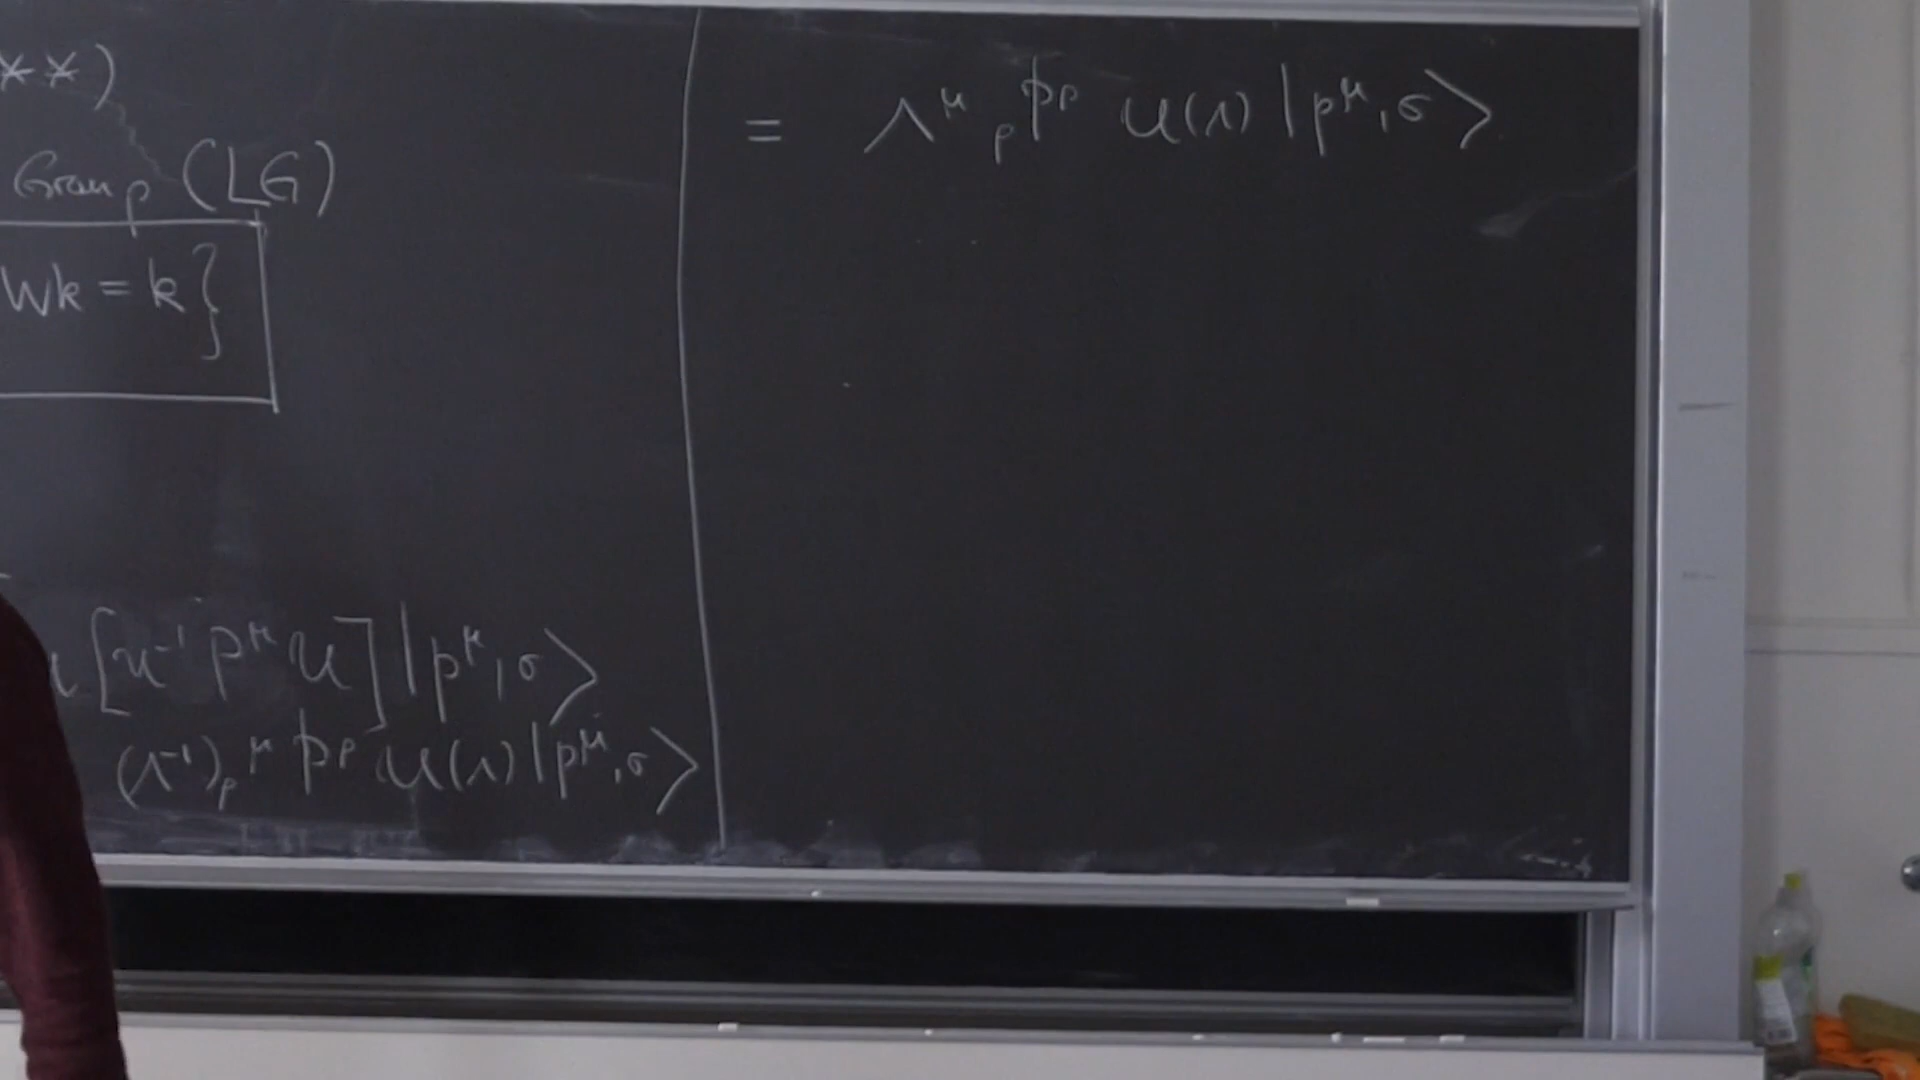 **)
Group (LG)
Wk = k}
U [U⁻¹ P^μ U] |p^μ, σ>
(Λ⁻¹)_ρ^μ p^ρ U(Λ) |p^μ, σ>
= Λ^μ_ρ p^ρ U(Λ) |p^μ, σ>